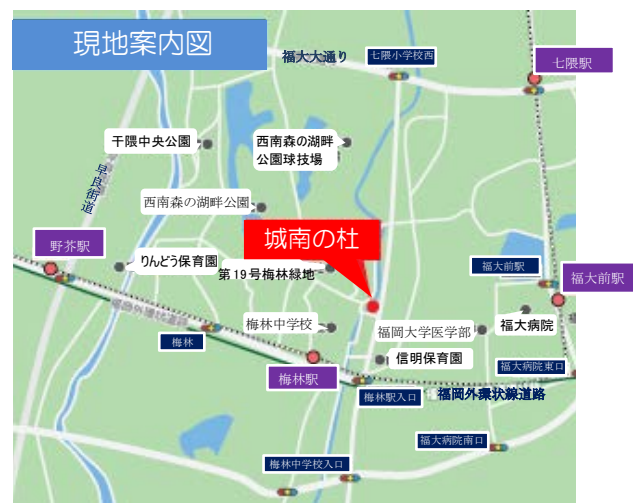 現地案内図
福大大通り
七隈小学校西
七隈駅
干隈中央公園
西南森の湖畔
公園球技場
早良街道
西南森の湖畔公園
野芥駅
りんどう保育園
城南の杜
第19号梅林緑地
福大前駅
福大前駅
福岡外環状道路
梅林
梅林中学校
福岡大学医学部
福大病院
信明保育園
梅林駅
福大病院東口
梅林駅入口
福岡外環状線道路
福大病院南口
梅林中学校入口